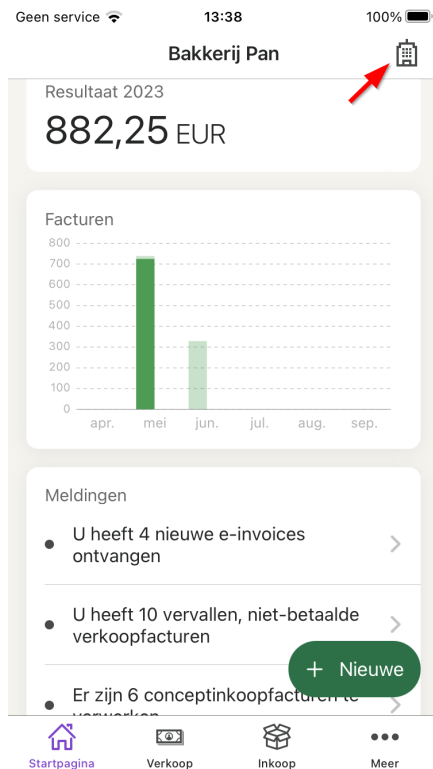 Geen service 13:38 100%
Bakkerij Pan
Resultaat 2023
882,25 EUR
Facturen
800
700
600
500
400
300
200
100
0
apr. mei jun. jul. aug. sep.
Meldingen
U heeft 4 nieuwe e-invoices
ontvangen
U heeft 10 vervallen, niet-betaalde
verkoopfacturen
+ Nieuwe
Er zijn 6 conceptinkoopfacturen te
verwerken
Startpagina Verkoop Inkoop Meer